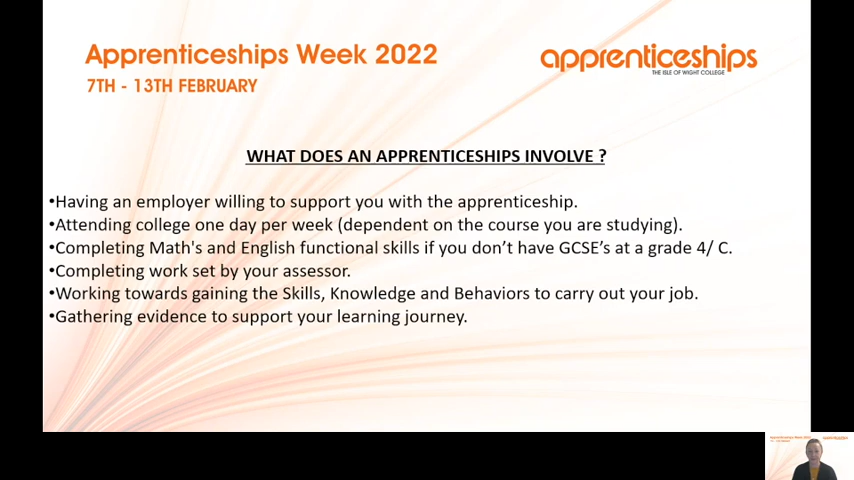 Apprenticeships Week 2022
7TH - 13TH FEBRUARY
apprenticeships
THE ISLE OF WIGHT COLLEGE
WHAT DOES AN APPRENTICESHIPS INVOLVE ?
•Having an employer willing to support you with the apprenticeship.
•Attending college one day per week (dependent on the course you are studying).
•Completing Math's and English functional skills if you don’t have GCSE’s at a grade 4/ C.
•Completing work set by your assessor.
•Working towards gaining the Skills, Knowledge and Behaviors to carry out your job.
•Gathering evidence to support your learning journey.
Apprenticeships Week 2022
apprenticeships